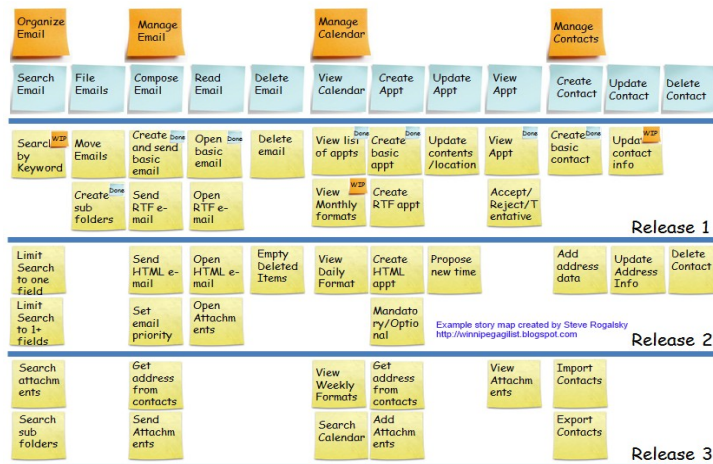 Organize
Email
Manage
Email
Manage
Calendar
Manage
Contacts
Search
Email
File
Emails
Compose
Email
Read
Email
Delete
Email
View
Calendar
Create
Appt
Update
Appt
View
Appt
Create
Contact
Update
Contact
Delete
Contact
Search
by
Keyword
WIP
Move
Emails
Create
and send
basic
email
Done
Open
basic
email
Done
Delete
email
View list
of appts
Done
Create
basic
appt
Done
Update
contents
/location
View
Appt
Done
Create
basic
contact
Done
Update
contact
info
WIP
Create
sub
folders
Done
Send
RTF e-
mail
Open
RTF e-
mail
View
Monthly
formats
WIP
Create
RTF appt
Accept/
Reject/T
entative
Release 1
Limit
Search
to one
field
Send
HTML e-
mail
Open
HTML e-
mail
Empty
Deleted
Items
View
Daily
Format
Create
HTML
appt
Propose
new time
Add
address
data
Update
Address
Info
Delete
Contact
Limit
Search
to 1+
fields
Set
email
priority
Open
Attachm
ents
Mandato
ry/Optio
nal
Example story map created by Steve Rogalsky
http://winnipegagilist.blogspot.com
Release 2
Search
attachm
ents
Get
address
from
contacts
View
Weekly
Formats
Get
address
from
contacts
View
Attachm
ents
Import
Contacts
Search
sub
folders
Send
Attachm
ents
Search
Calendar
Add
Attachm
ents
Export
Contacts
Release 3